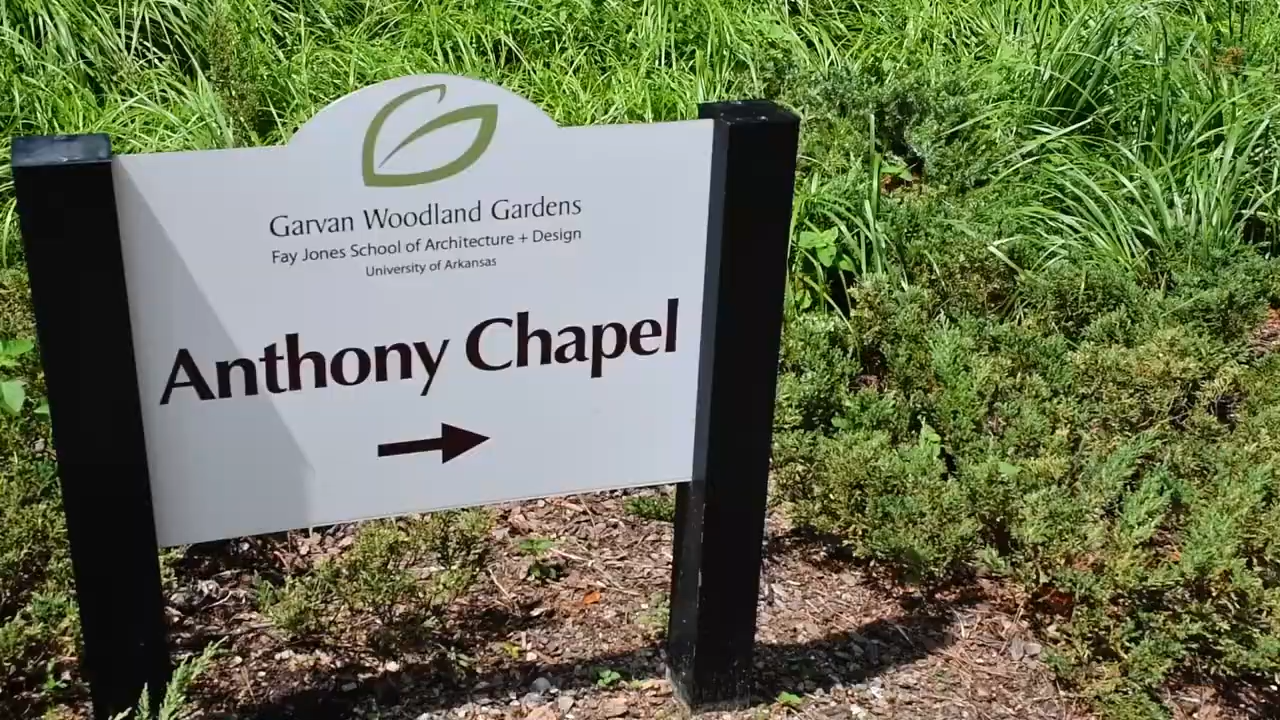 Garvan Woodland Gardens
Fay Jones School of Architecture + Design
University of Arkansas
Anthony Chapel